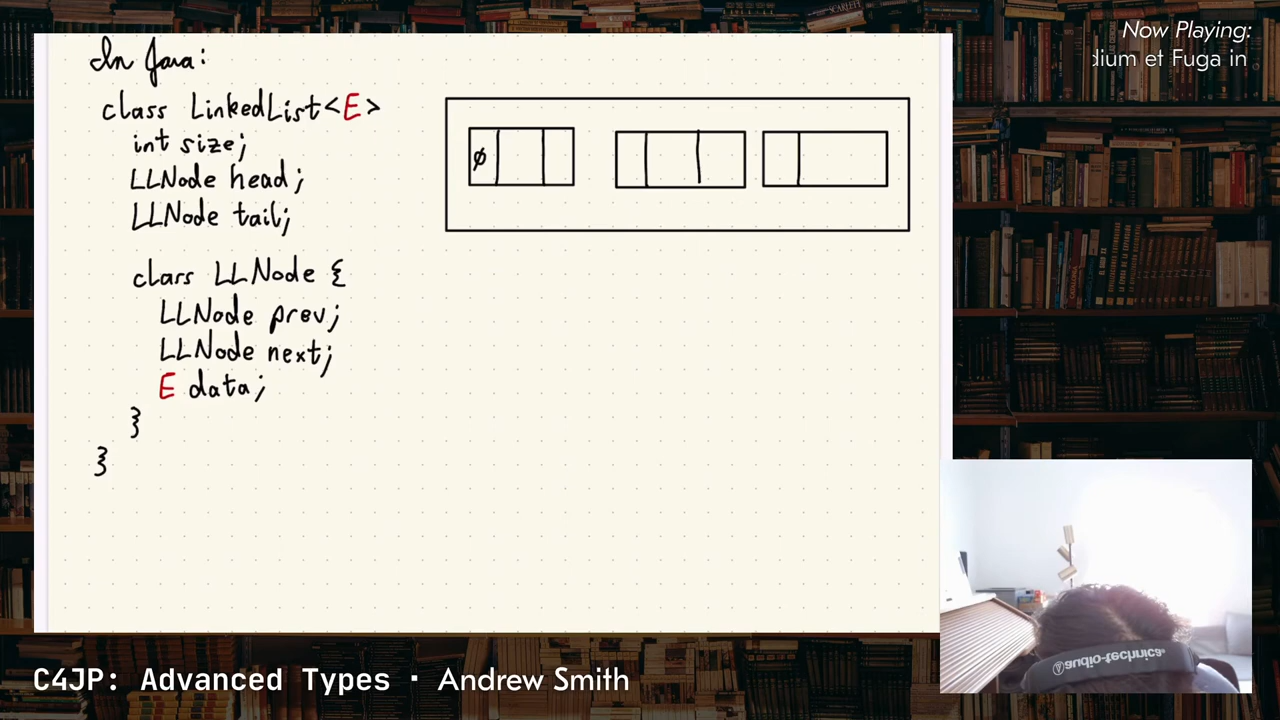 In Java:
class LinkedList<E>
int size;
LLNode head;
LLNode tail;
class LLNode {
LLNode prev;
LLNode next;
E data;
}
}
ø
Now Playing:
dium et Fuga in
C4JP: Advanced Types · Andrew Smith
audio-technica